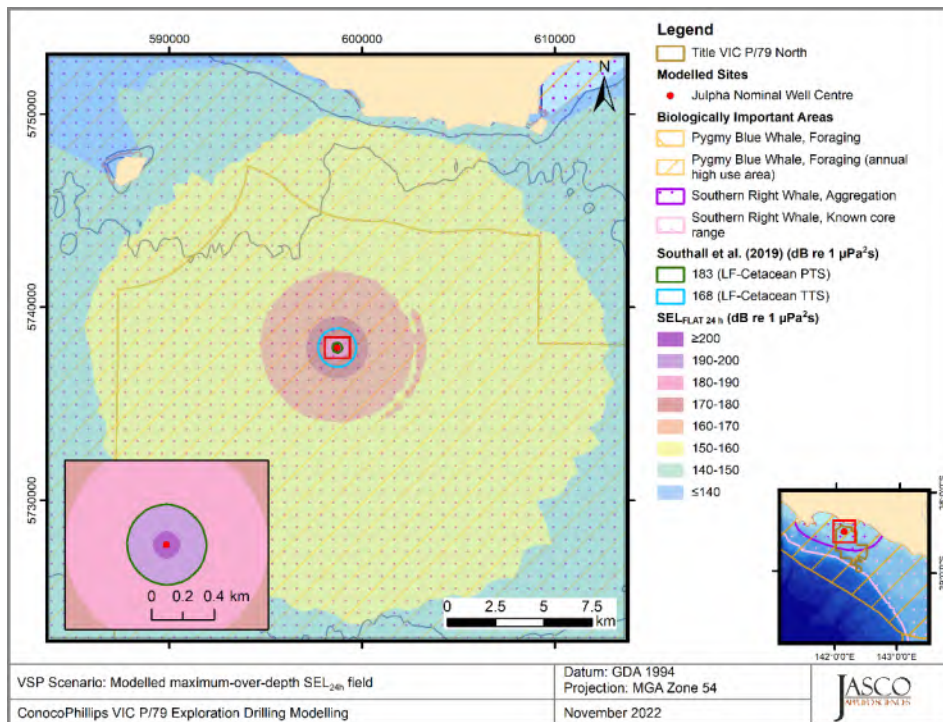 590000
600000
610000
5750000
5740000
5730000
N
0 0.2 0.4 km
0 2.5 5 7.5
km
Legend
Title VIC P/79 North
Modelled Sites
Julpha Nominal Well Centre
Biologically Important Areas
Pygmy Blue Whale, Foraging
Pygmy Blue Whale, Foraging (annual
high use area)
Southern Right Whale, Aggregation
Southern Right Whale, Known core
range
Southall et al. (2019) (dB re 1 µPa²s)
183 (LF-Cetacean PTS)
168 (LF-Cetacean TTS)
SELFLAT 24 h (dB re 1 µPa²s)
≥200
190-200
180-190
170-180
160-170
150-160
140-150
≤140
142°0'0"E 143°0'0"E
VSP Scenario: Modelled maximum-over-depth SEL24h field
Datum: GDA 1994
Projection: MGA Zone 54
ConocoPhillips VIC P/79 Exploration Drilling Modelling
November 2022
JASCO
APPLIED SCIENCES